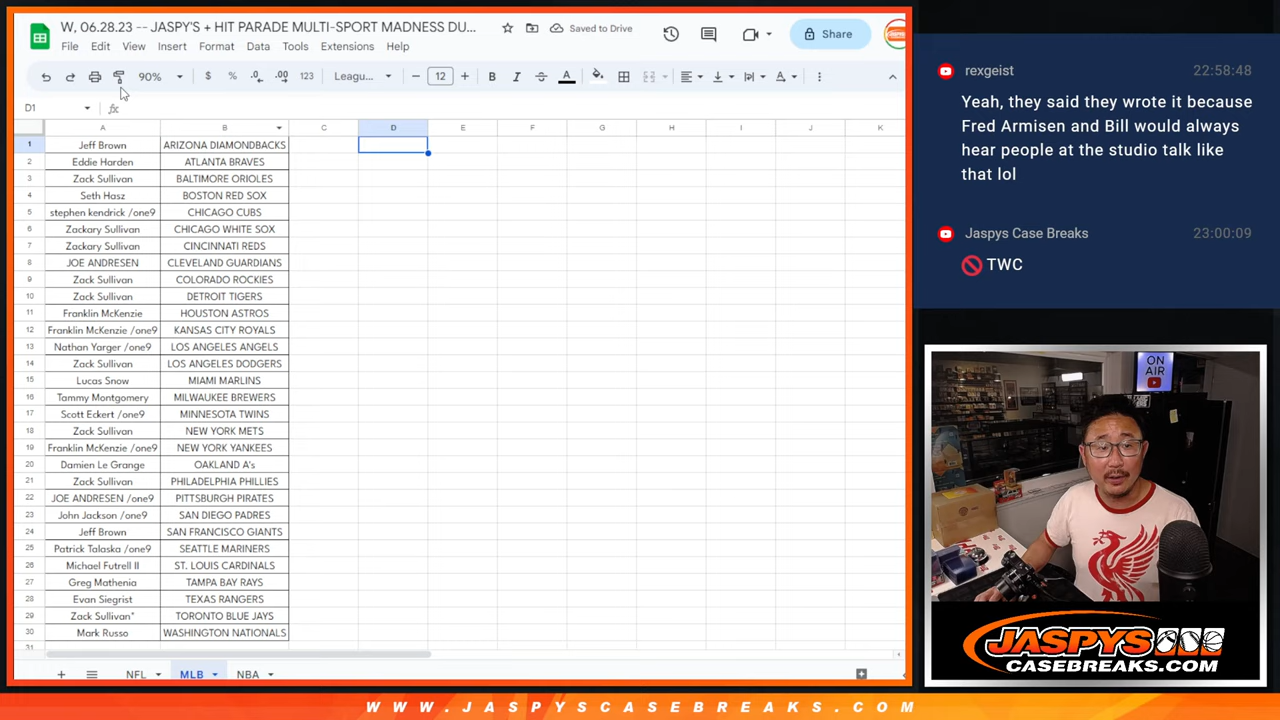 W, 06.28.23 -- JASPY'S + HIT PARADE MULTI-SPORT MADNESS DU...
Saved to Drive
Share
File Edit View Insert Format Data Tools Extensions Help
90% $ % .0 .00 123 Leagu... − 12 + B I A
D1 fx
A B C D E F G H I J K
1 Jeff Brown ARIZONA DIAMONDBACKS
2 Eddie Harden ATLANTA BRAVES
3 Zack Sullivan BALTIMORE ORIOLES
4 Seth Hasz BOSTON RED SOX
5 stephen kendrick /one9 CHICAGO CUBS
6 Zackary Sullivan CHICAGO WHITE SOX
7 Zackary Sullivan CINCINNATI REDS
8 JOE ANDRESEN CLEVELAND GUARDIANS
9 Zack Sullivan COLORADO ROCKIES
10 Zack Sullivan DETROIT TIGERS
11 Franklin McKenzie HOUSTON ASTROS
12 Franklin McKenzie /one9 KANSAS CITY ROYALS
13 Nathan Yarger /one9 LOS ANGELES ANGELS
14 Zack Sullivan LOS ANGELES DODGERS
15 Lucas Snow MIAMI MARLINS
16 Tammy Montgomery MILWAUKEE BREWERS
17 Scott Eckert /one9 MINNESOTA TWINS
18 Zack Sullivan NEW YORK METS
19 Franklin McKenzie /one9 NEW YORK YANKEES
20 Damien Le Grange OAKLAND A's
21 Zack Sullivan PHILADELPHIA PHILLIES
22 JOE ANDRESEN /one9 PITTSBURGH PIRATES
23 John Jackson /one9 SAN DIEGO PADRES
24 Jeff Brown SAN FRANCISCO GIANTS
25 Patrick Talaska /one9 SEATTLE MARINERS
26 Michael Futrell II ST. LOUIS CARDINALS
27 Greg Mathenia TAMPA BAY RAYS
28 Evan Siegrist TEXAS RANGERS
29 Zack Sullivan* TORONTO BLUE JAYS
30 Mark Russo WASHINGTON NATIONALS
31
NFL MLB NBA
rexgeist 22:58:48
Yeah, they said they wrote it because
Fred Armisen and Bill would always
hear people at the studio talk like
that lol
Jaspys Case Breaks 23:00:09
🚫 TWC
ON
AIR
JASPYS
CASEBREAKS.COM
WWW.JASPYSCASEBREAKS.COM